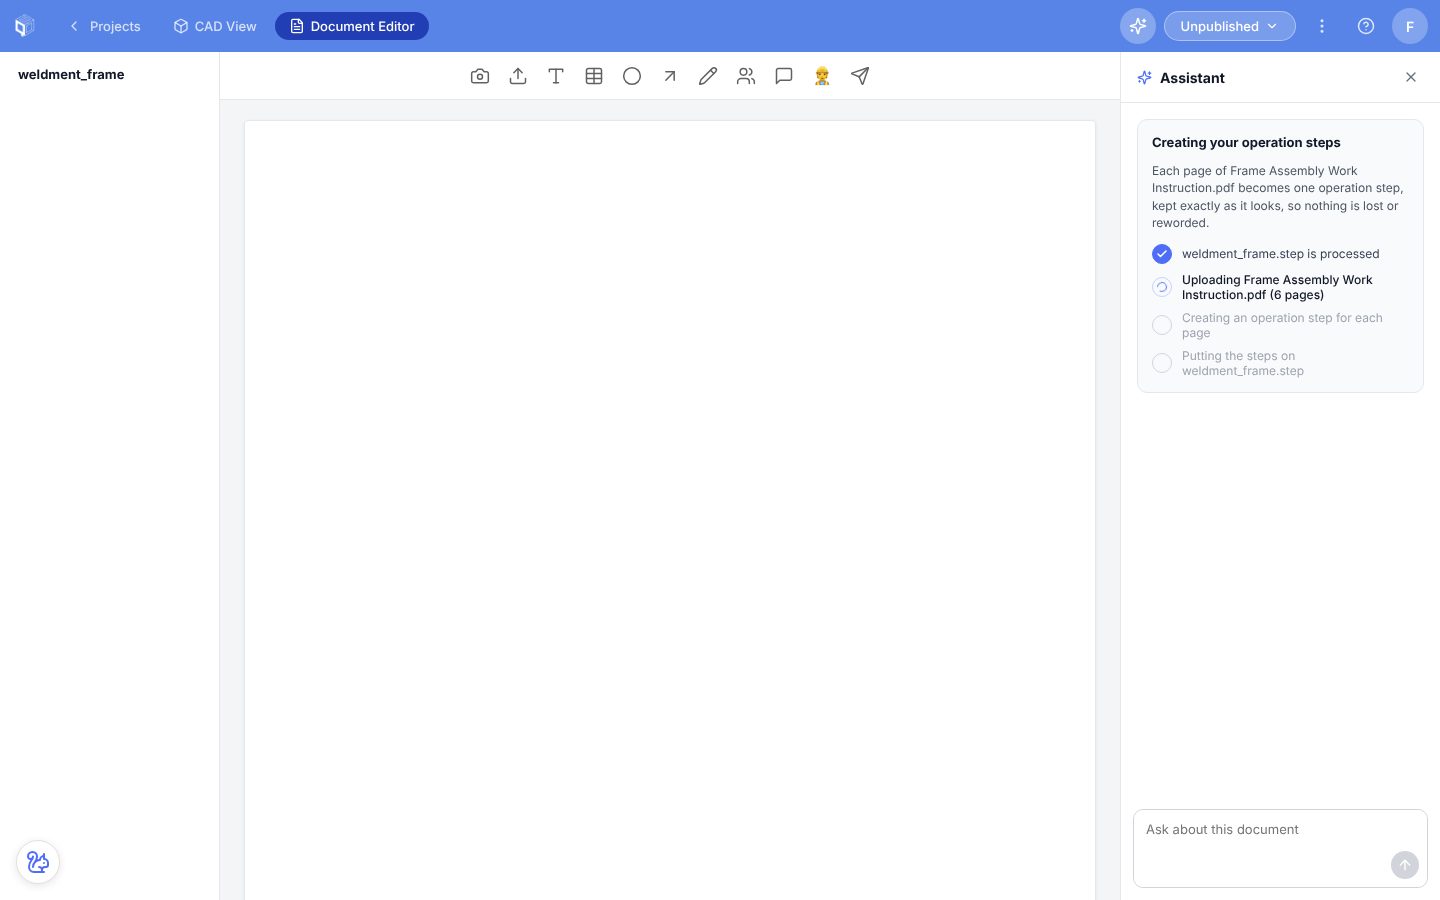 Projects
CAD View
Document Editor
Unpublished
F
weldment_frame
Assistant
Creating your operation steps
Each page of Frame Assembly Work
Instruction.pdf becomes one operation step,
kept exactly as it looks, so nothing is lost or
reworded.
weldment_frame.step is processed
Uploading Frame Assembly Work
Instruction.pdf (6 pages)
Creating an operation step for each
page
Putting the steps on
weldment_frame.step
Ask about this document